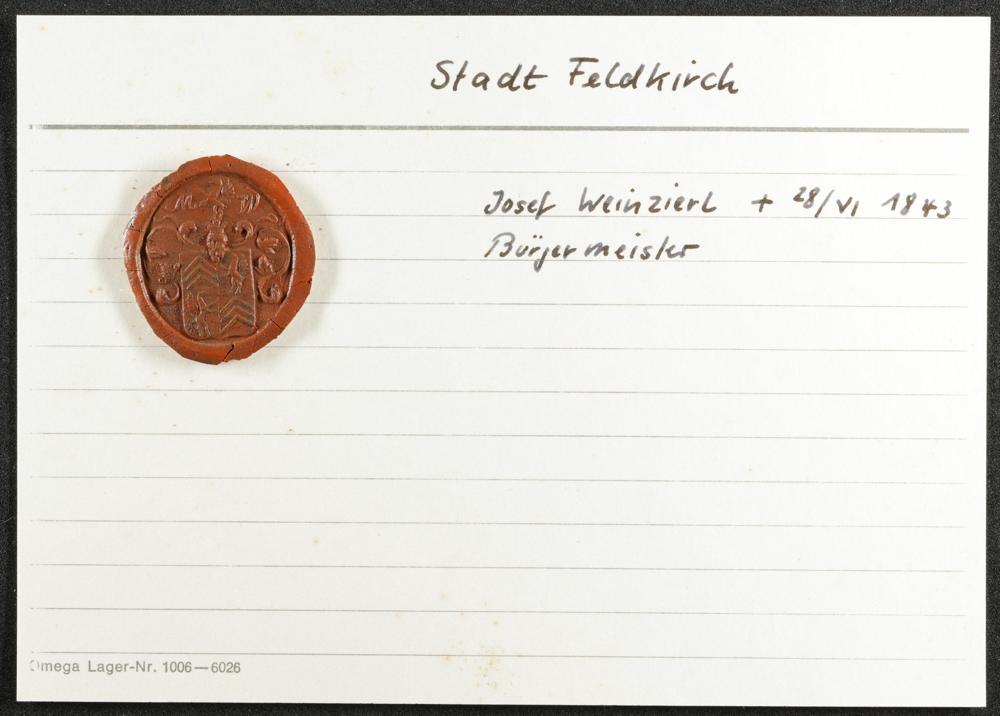 Stadt Feldkirch
Josef Weinzierl + 28/VI 1843
Bürgermeister
Omega Lager-Nr. 1006—6026